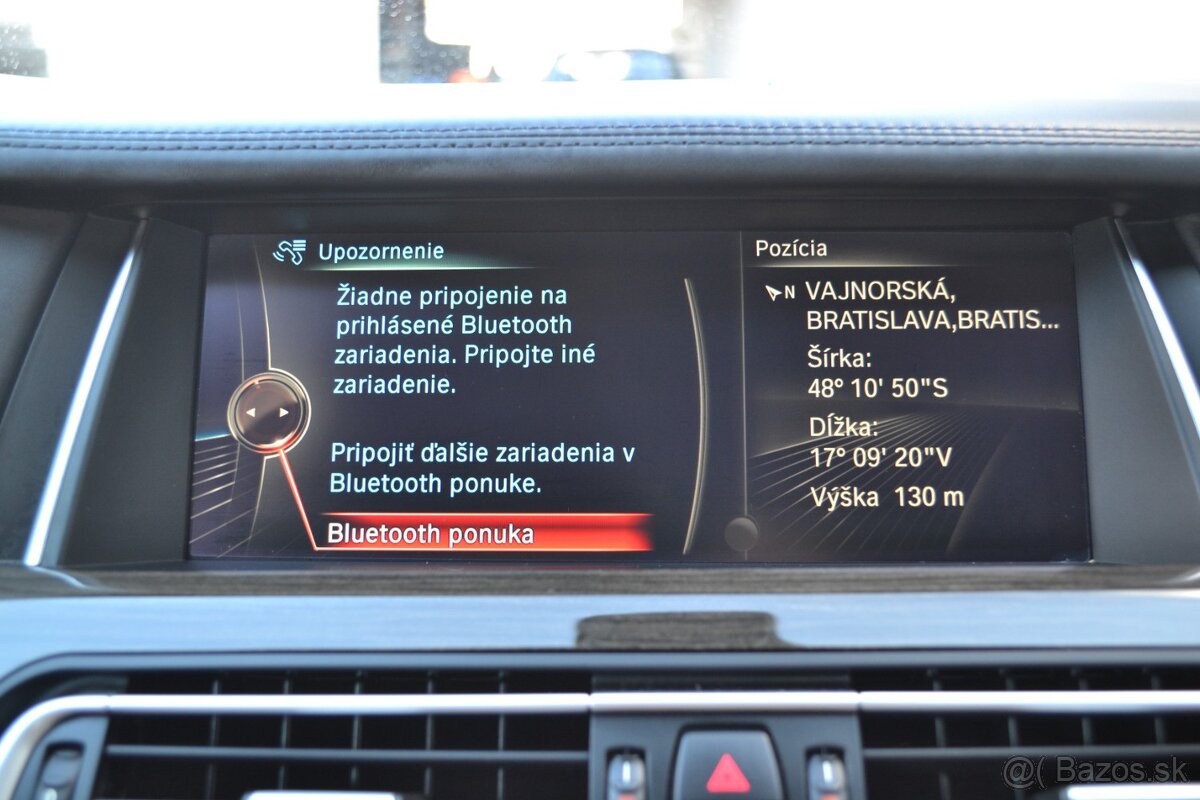 Upozornenie
Žiadne pripojenie na
prihlásené Bluetooth
zariadenia. Pripojte iné
zariadenie.
Pripojiť ďalšie zariadenia v
Bluetooth ponuke.
Bluetooth ponuka
Pozícia
N VAJNORSKÁ,
BRATISLAVA,BRATIS...
Šírka:
48° 10' 50"S
Dĺžka:
17° 09' 20"V
Výška 130 m
@( Bazos.sk